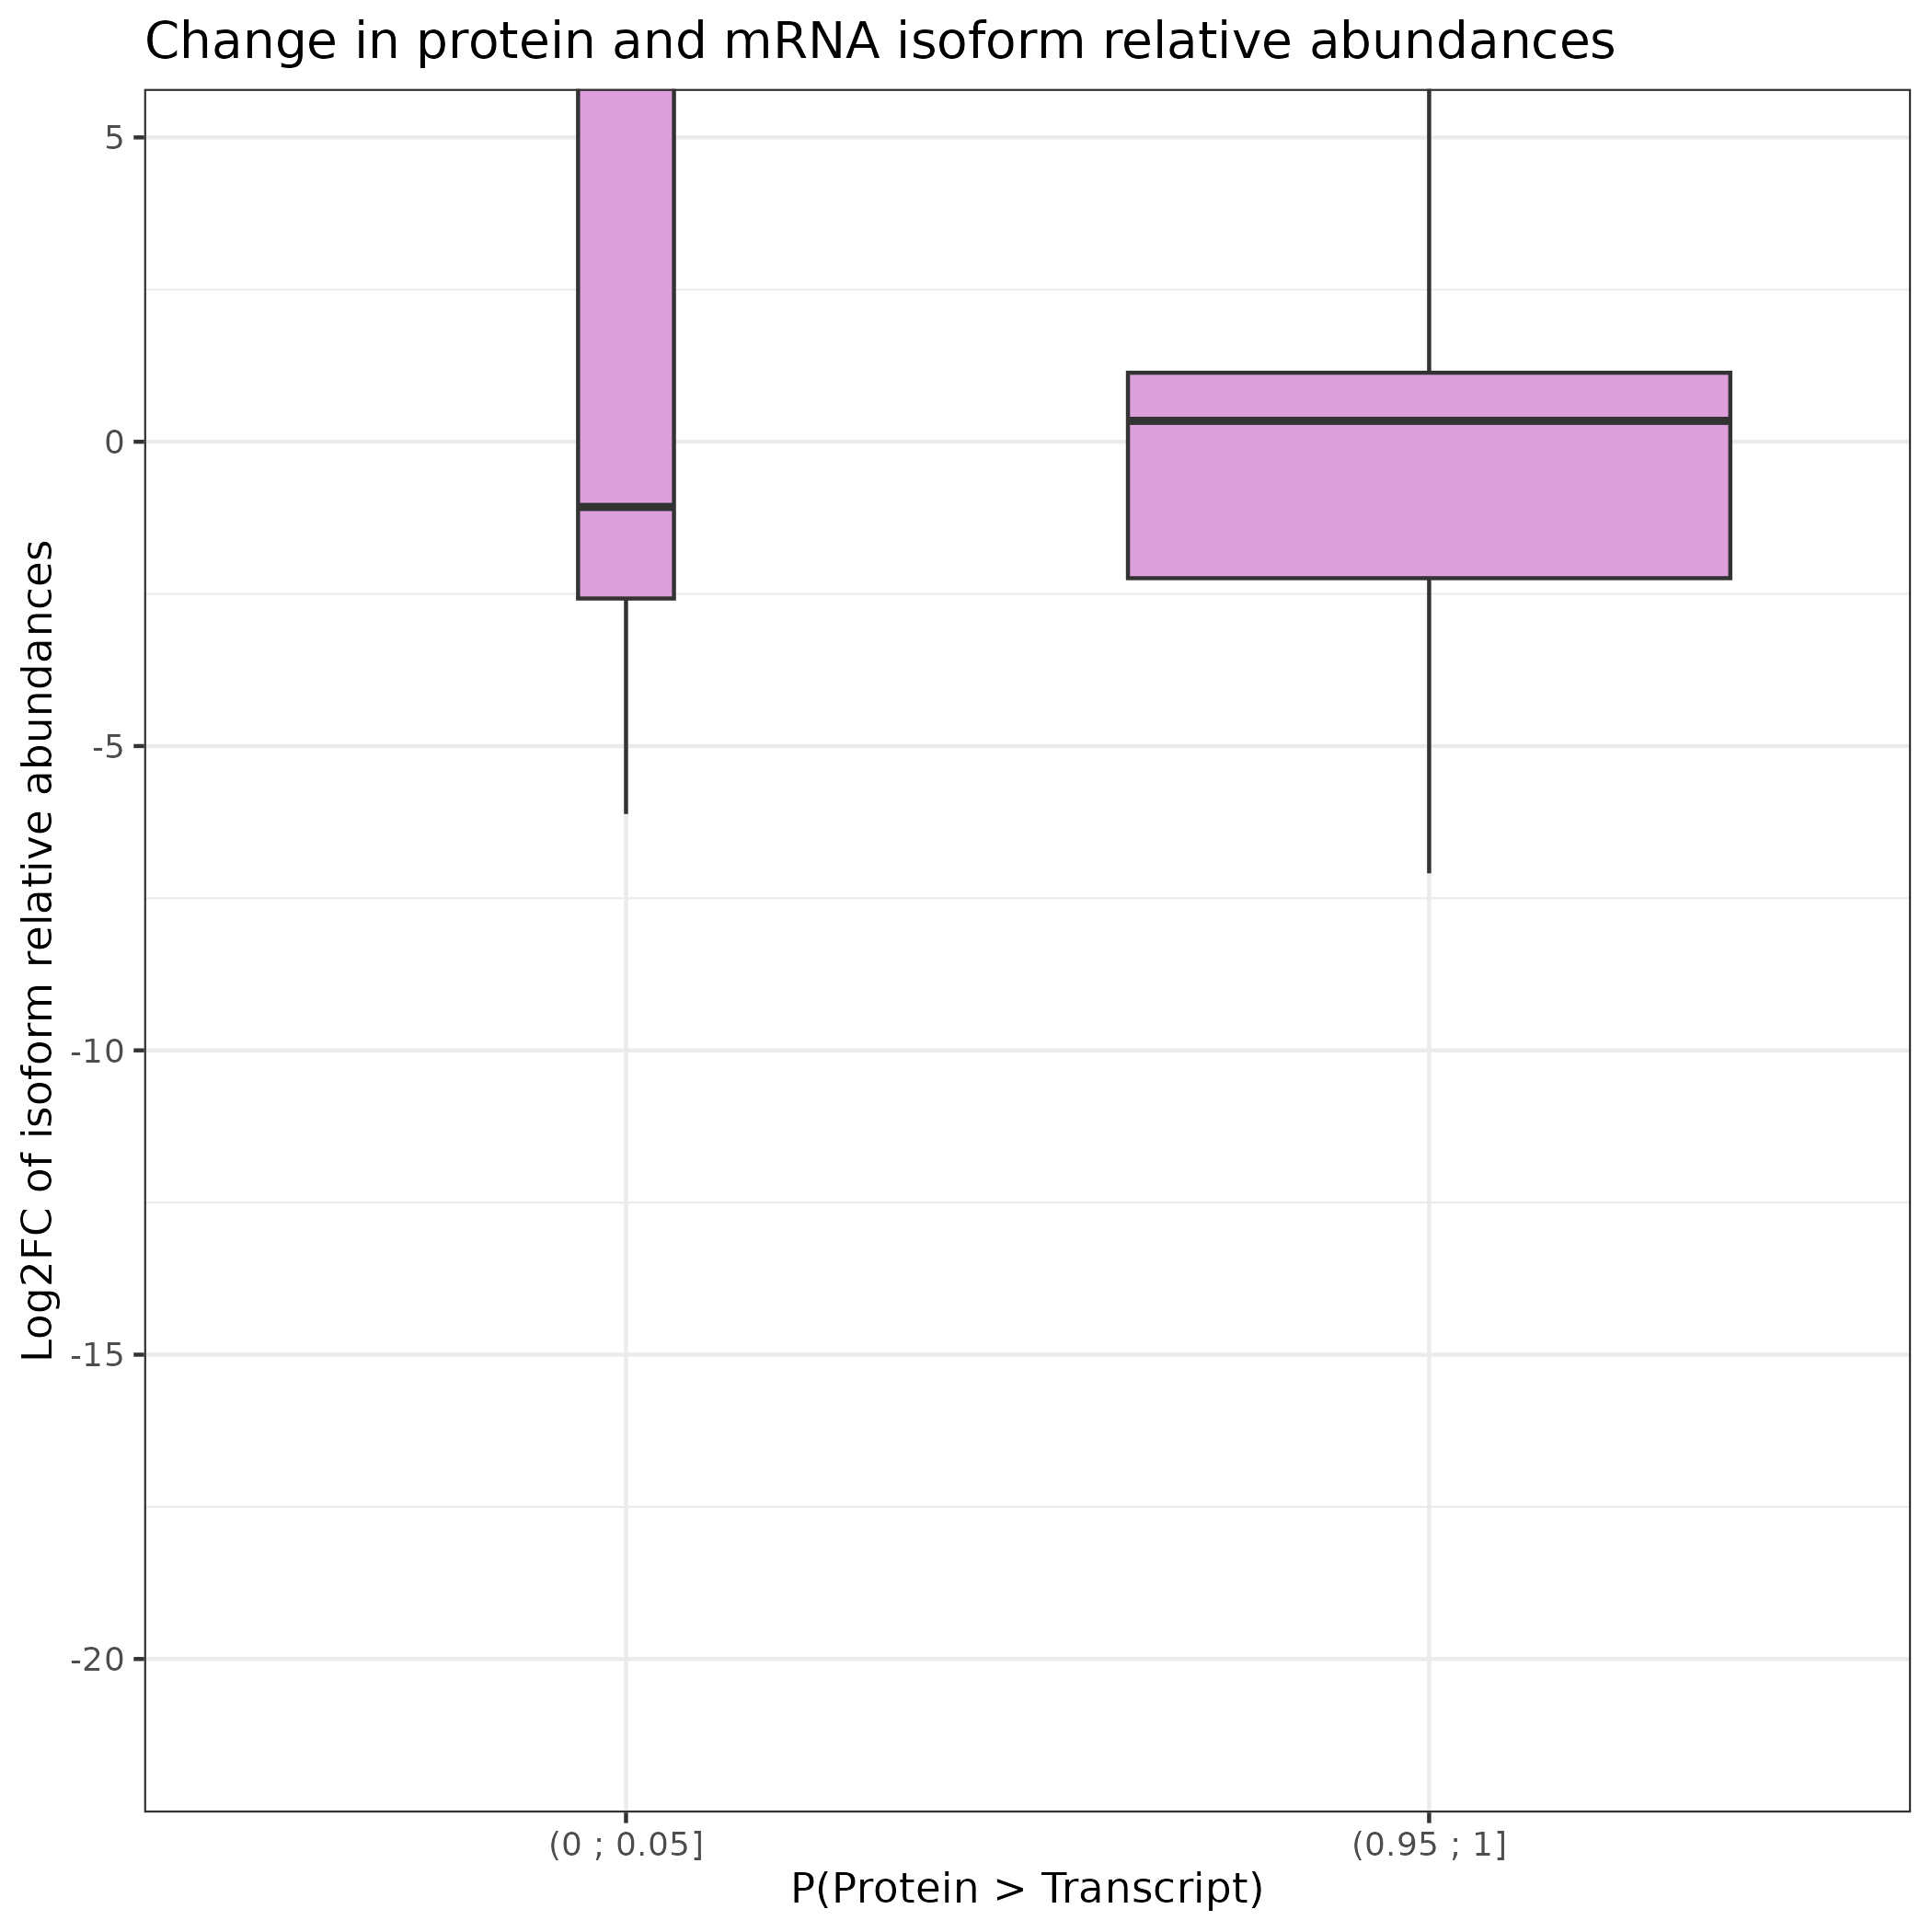 Change in protein and mRNA isoform relative abundances
Log2FC of isoform relative abundances
5
0
-5
-10
-15
-20
(0 ; 0.05]
(0.95 ; 1]
P(Protein > Transcript)